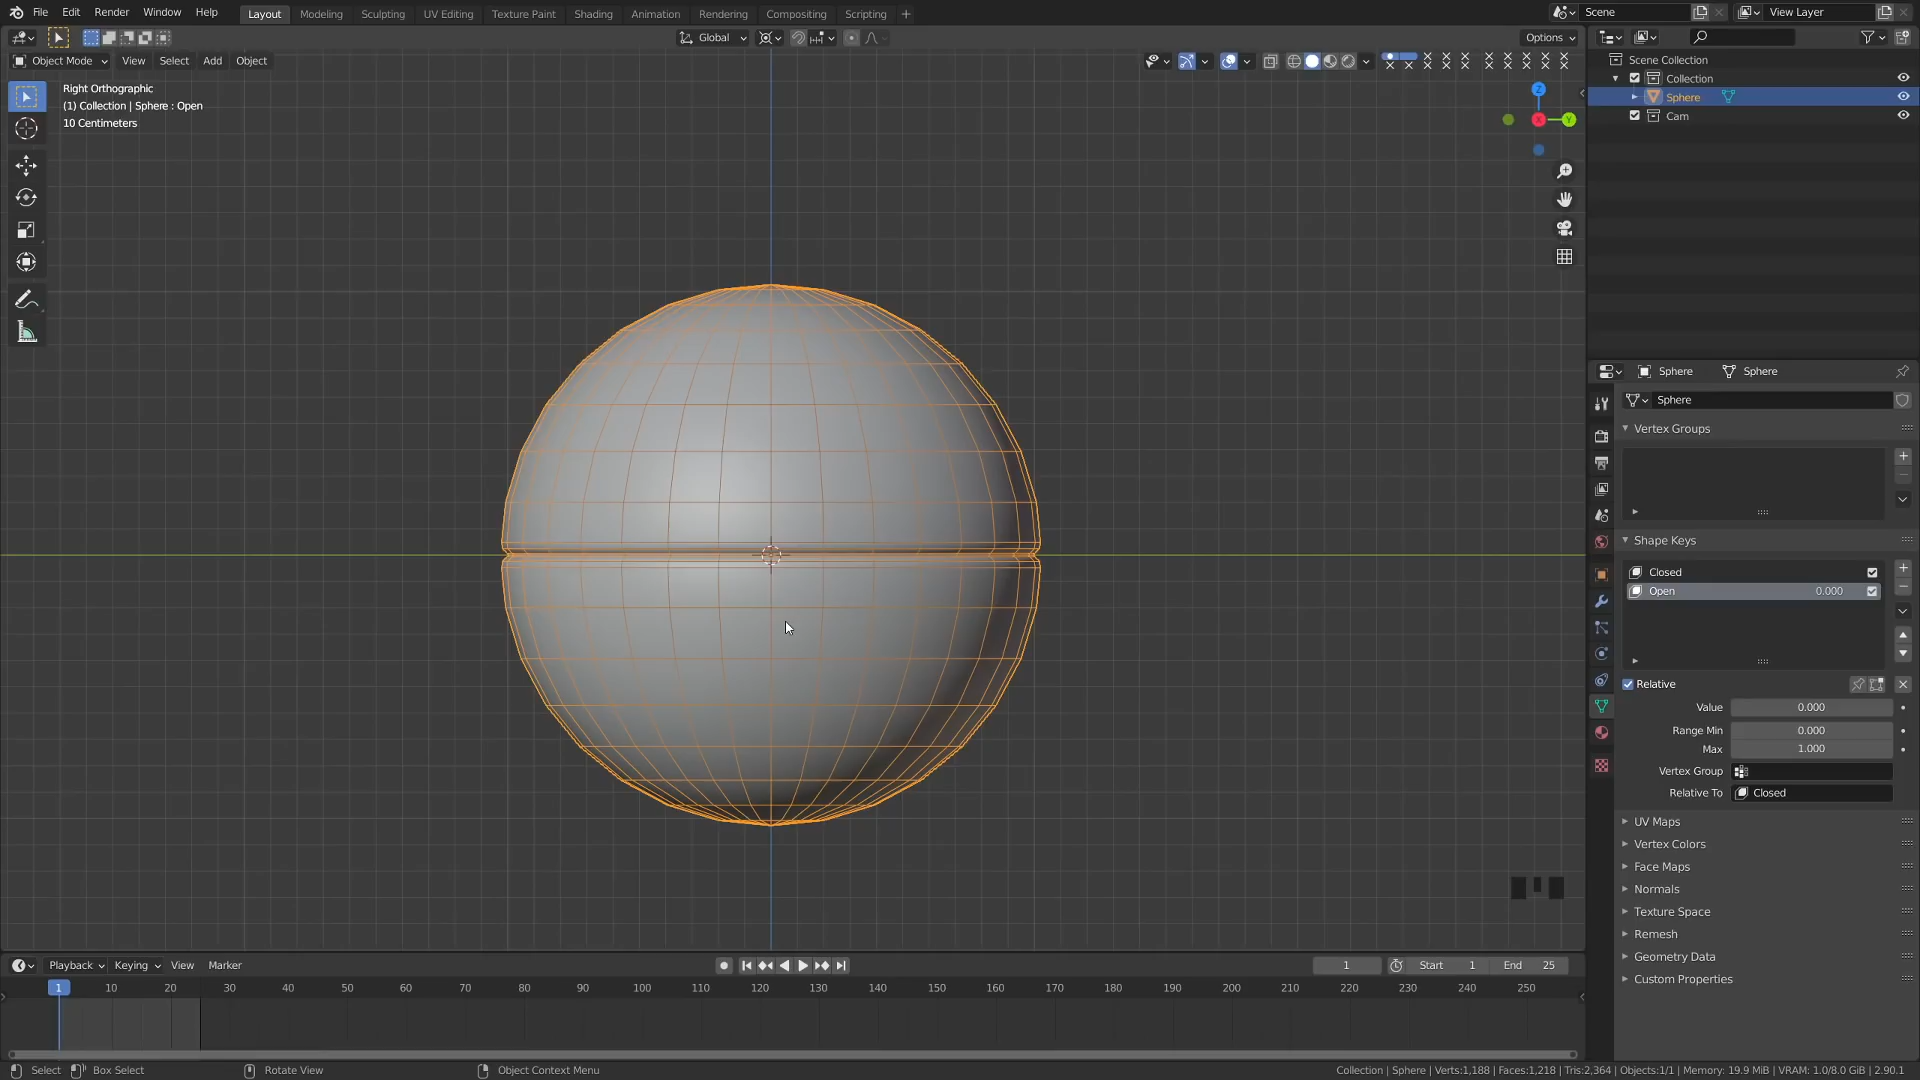 File Edit Render Window Help Layout Modeling Sculpting UV Editing Texture Paint Shading Animation Rendering Compositing Scripting + Scene View Layer
Global Options
Object Mode View Select Add Object
Right Orthographic
(1) Collection | Sphere : Open
10 Centimeters
Z
X
Y
Scene Collection
Collection
Sphere
Cam
Sphere Sphere
Sphere
Vertex Groups
Shape Keys
Closed
Open 0.000
Relative
Value 0.000
Range Min 0.000
Max 1.000
Vertex Group
Relative To Closed
UV Maps
Vertex Colors
Face Maps
Normals
Texture Space
Remesh
Geometry Data
Custom Properties
Playback Keying View Marker 1 Start 1 End 25
1 10 20 30 40 50 60 70 80 90 100 110 120 130 140 150 160 170 180 190 200 210 220 230 240 250
Select Box Select Rotate View Object Context Menu Collection | Sphere | Verts:1,188 | Faces:1,218 | Tris:2,364 | Objects:1/1 | Memory: 19.9 MiB | VRAM: 1.0/8.0 GiB | 2.90.1